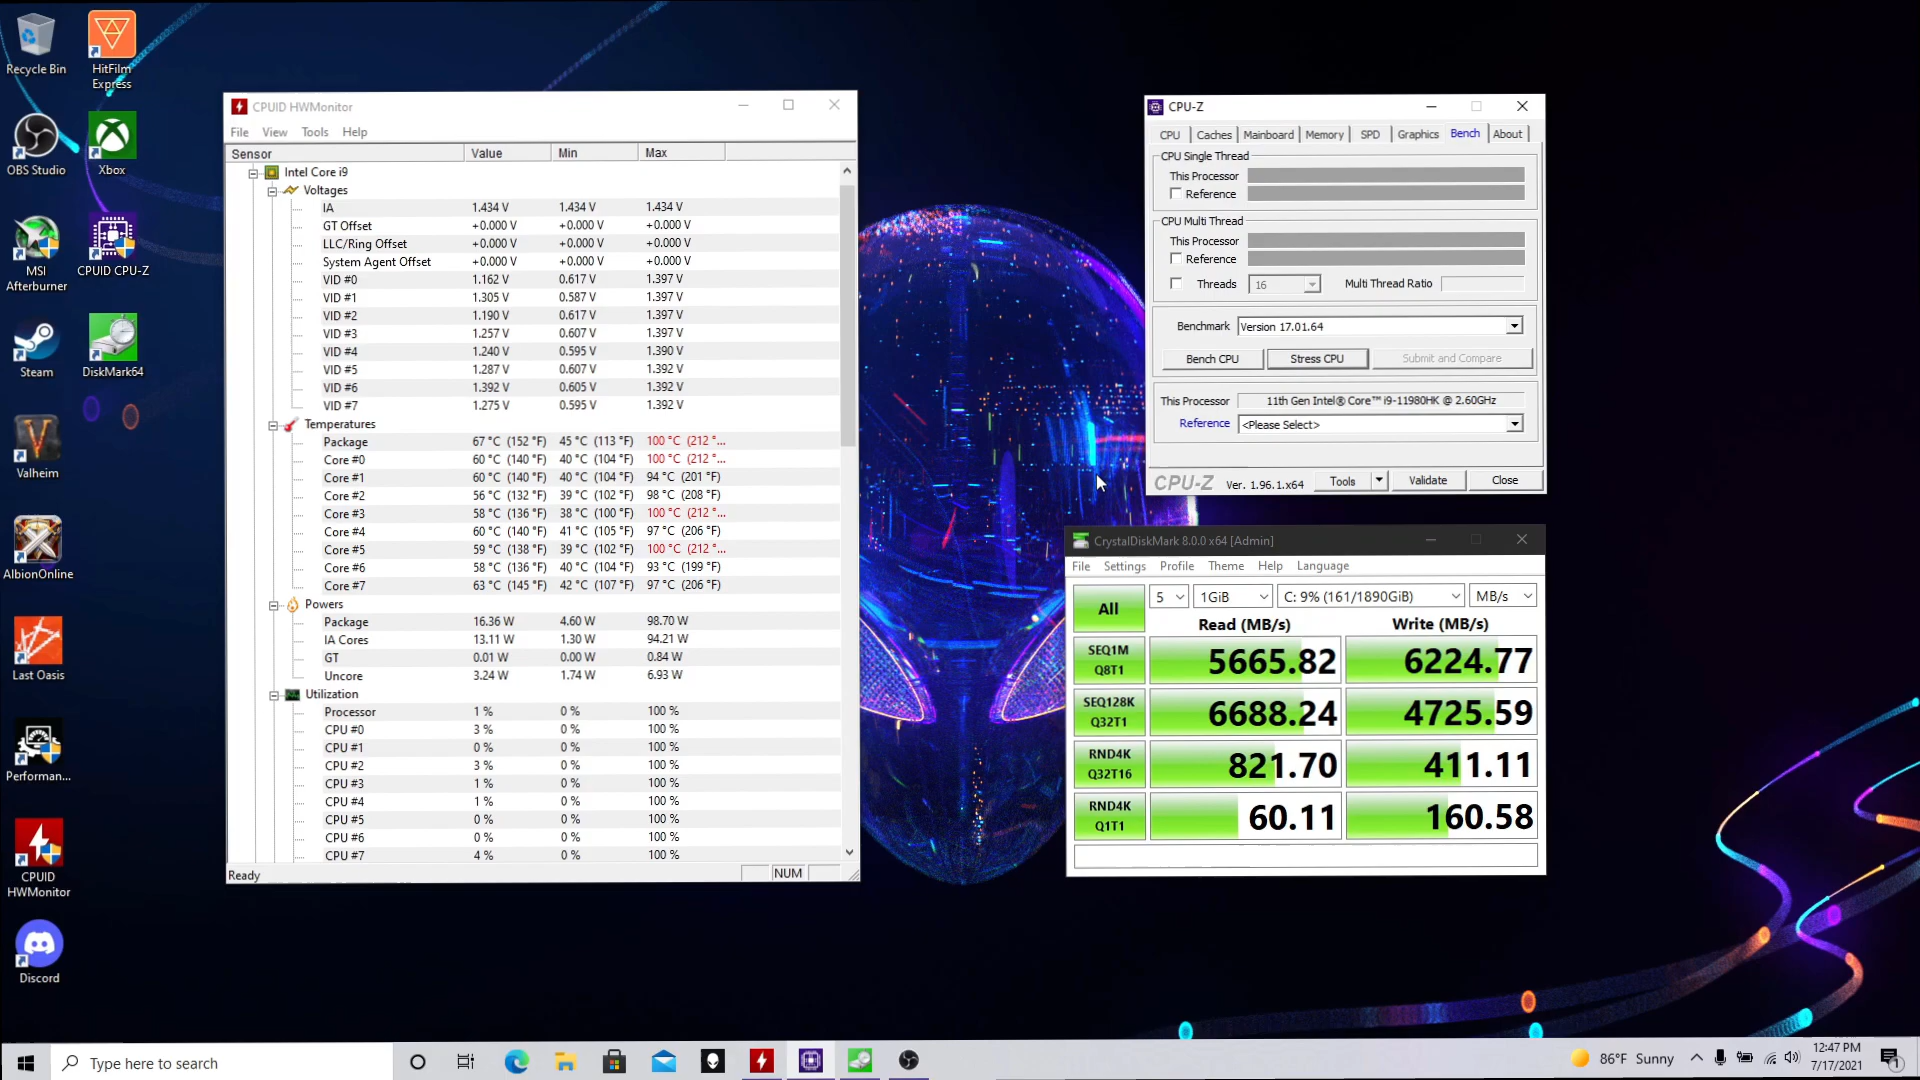 Recycle Bin
HitFilm
Express
OBS Studio
Xbox
MSI
Afterburner
CPUID CPU-Z
Steam
DiskMark64
Valheim
AlbionOnline
Last Oasis
Performan...
CPUID
HWMonitor
Discord
CPUID HWMonitor
File View Tools Help
Sensor Value Min Max
Intel Core i9
Voltages
IA 1.434 V 1.434 V 1.434 V
GT Offset +0.000 V +0.000 V +0.000 V
LLC/Ring Offset +0.000 V +0.000 V +0.000 V
System Agent Offset +0.000 V +0.000 V +0.000 V
VID #0 1.162 V 0.617 V 1.397 V
VID #1 1.305 V 0.587 V 1.397 V
VID #2 1.190 V 0.617 V 1.397 V
VID #3 1.257 V 0.607 V 1.397 V
VID #4 1.240 V 0.595 V 1.390 V
VID #5 1.287 V 0.607 V 1.392 V
VID #6 1.392 V 0.605 V 1.392 V
VID #7 1.275 V 0.595 V 1.392 V
Temperatures
Package 67 °C (152 °F) 45 °C (113 °F) 100 °C (212 °...
Core #0 60 °C (140 °F) 40 °C (104 °F) 100 °C (212 °...
Core #1 60 °C (140 °F) 40 °C (104 °F) 94 °C (201 °F)
Core #2 56 °C (132 °F) 39 °C (102 °F) 98 °C (208 °F)
Core #3 58 °C (136 °F) 38 °C (100 °F) 100 °C (212 °...
Core #4 60 °C (140 °F) 41 °C (105 °F) 97 °C (206 °F)
Core #5 59 °C (138 °F) 39 °C (102 °F) 100 °C (212 °...
Core #6 58 °C (136 °F) 40 °C (104 °F) 93 °C (199 °F)
Core #7 63 °C (145 °F) 42 °C (107 °F) 97 °C (206 °F)
Powers
Package 16.36 W 4.60 W 98.70 W
IA Cores 13.11 W 1.30 W 94.21 W
GT 0.01 W 0.00 W 0.84 W
Uncore 3.24 W 1.74 W 6.93 W
Utilization
Processor 1 % 0 % 100 %
CPU #0 3 % 0 % 100 %
CPU #1 0 % 0 % 100 %
CPU #2 3 % 0 % 100 %
CPU #3 1 % 0 % 100 %
CPU #4 1 % 0 % 100 %
CPU #5 0 % 0 % 100 %
CPU #6 0 % 0 % 100 %
CPU #7 4 % 0 % 100 %
Ready NUM
CPU-Z
CPU Caches Mainboard Memory SPD Graphics Bench About
CPU Single Thread
This Processor
Reference
CPU Multi Thread
This Processor
Reference
Threads 16 Multi Thread Ratio
Benchmark Version 17.01.64
Bench CPU Stress CPU Submit and Compare
This Processor 11th Gen Intel® Core™ i9-11980HK @ 2.60GHz
Reference <Please Select>
CPU-Z Ver. 1.96.1.x64 Tools Validate Close
CrystalDiskMark 8.0.0 x64 [Admin]
File Settings Profile Theme Help Language
All 5 1GiB C: 9% (161/1890GiB) MB/s
Read (MB/s) Write (MB/s)
SEQ1M
Q8T1 5665.82 6224.77
SEQ128K
Q32T1 6688.24 4725.59
RND4K
Q32T16 821.70 411.11
RND4K
Q1T1 60.11 160.58
Type here to search
86°F Sunny
12:47 PM
7/17/2021
1